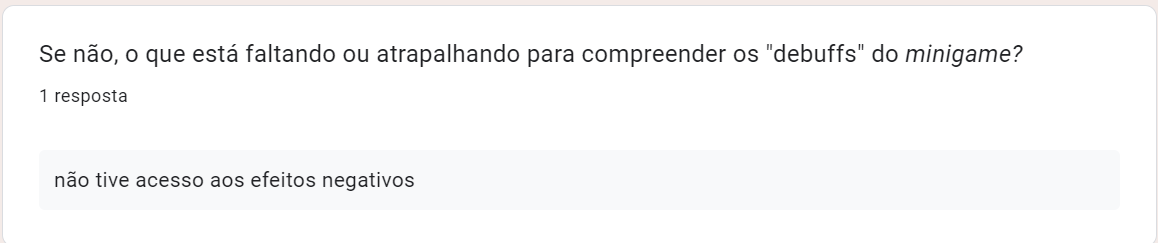 Se não, o que está faltando ou atrapalhando para compreender os "debuffs" do minigame?
1 resposta
não tive acesso aos efeitos negativos